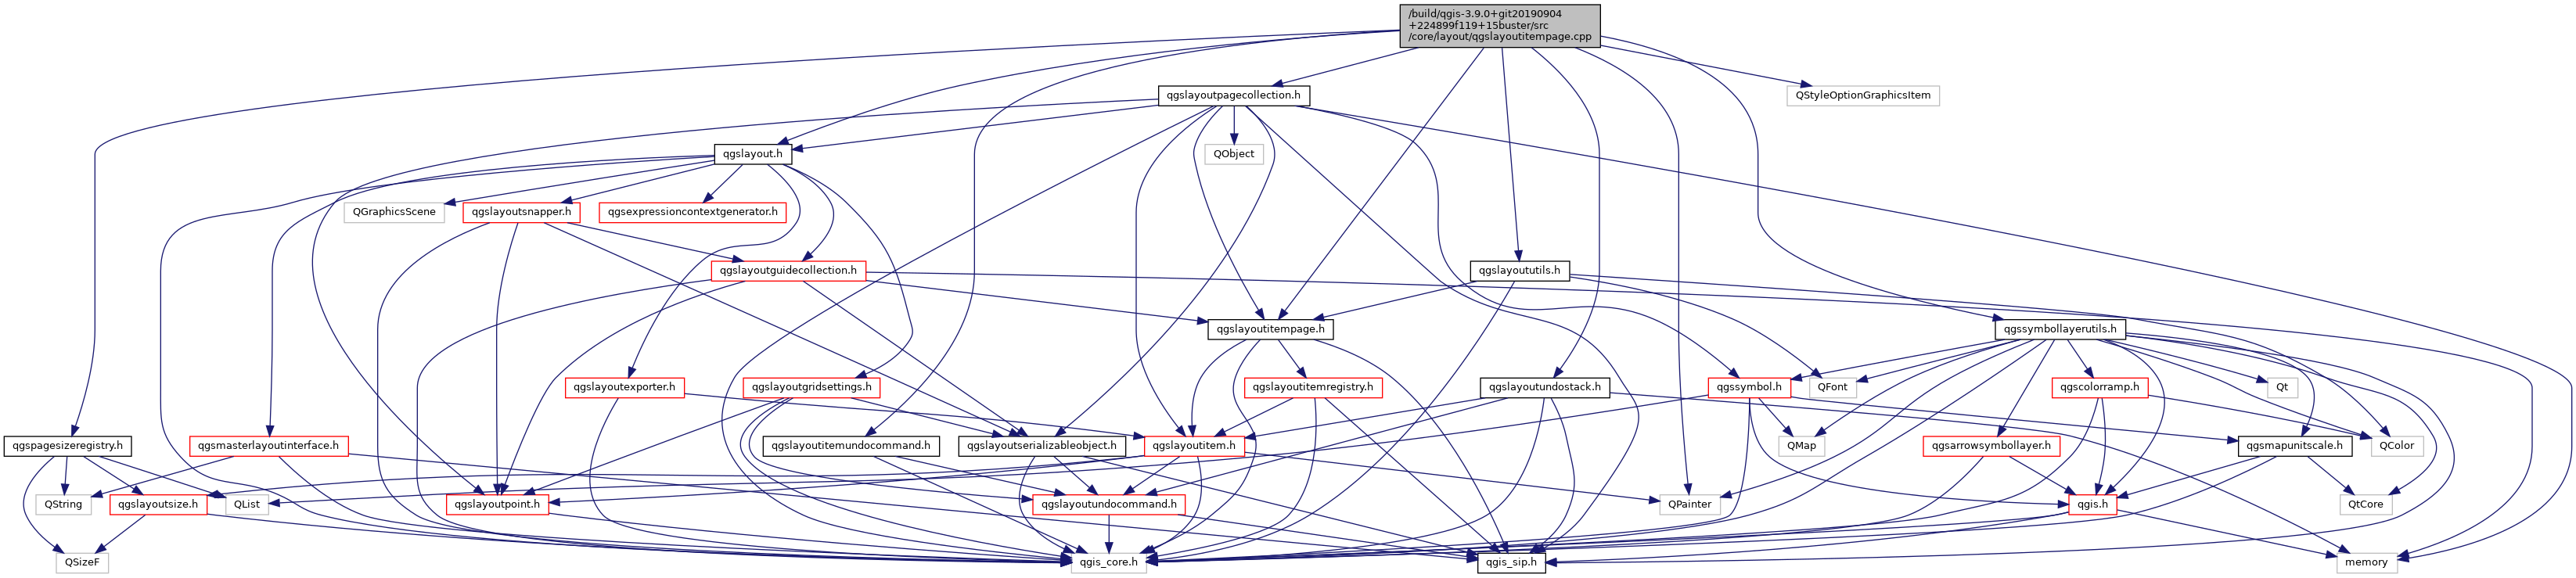 /build/qgis-3.9.0+git20190904
+224899f119+15buster/src
/core/layout/qgslayoutitempage.cpp
qgslayoutpagecollection.h
QStyleOptionGraphicsItem
qgslayout.h
QObject
QGraphicsScene
qgslayoutsnapper.h
qgsexpressioncontextgenerator.h
qgslayoutguidecollection.h
qgslayoututils.h
qgslayoutitempage.h
qgssymbollayerutils.h
qgslayoutexporter.h
qgslayoutgridsettings.h
qgslayoutitemregistry.h
qgslayoutundostack.h
qgssymbol.h
QFont
qgscolorramp.h
Qt
qgspagesizeregistry.h
qgsmasterlayoutinterface.h
qgslayoutitemundocommand.h
qgslayoutserializableobject.h
qgslayoutitem.h
QMap
qgsarrowsymbollayer.h
qgsmapunitscale.h
QColor
QString
qgslayoutsize.h
QList
qgslayoutpoint.h
qgslayoutundocommand.h
QPainter
qgis.h
QtCore
QSizeF
qgis_core.h
qgis_sip.h
memory